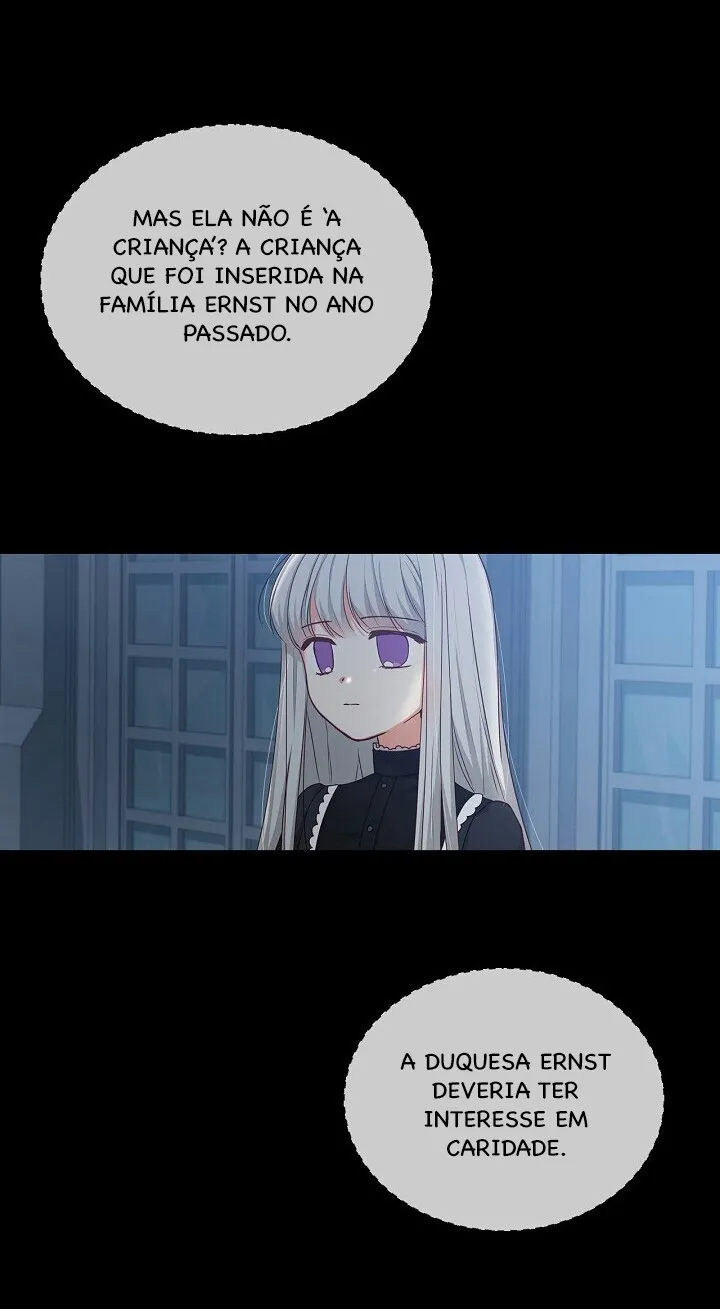 MAS ELA NÃO É ‘A
CRIANÇA’? A CRIANÇA
QUE FOI INSERIDA NA
FAMÍLIA ERNST NO ANO
PASSADO.
A DUQUESA ERNST
DEVERIA TER
INTERESSE EM
CARIDADE.